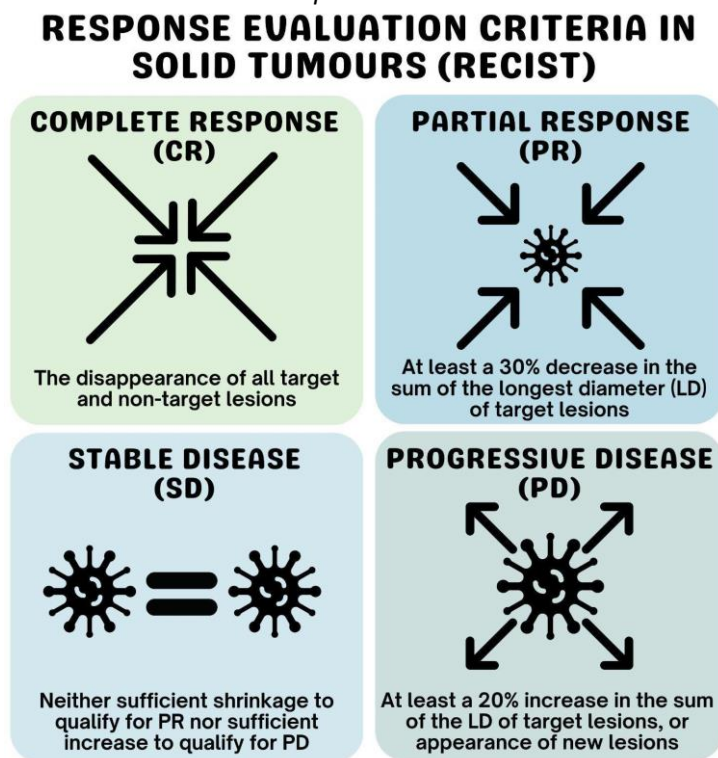 RESPONSE EVALUATION CRITERIA IN
SOLID TUMOURS (RECIST)
COMPLETE RESPONSE
(CR)
The disappearance of all target
and non-target lesions
PARTIAL RESPONSE
(PR)
At least a 30% decrease in the
sum of the longest diameter (LD)
of target lesions
STABLE DISEASE
(SD)
Neither sufficient shrinkage to
qualify for PR nor sufficient
increase to qualify for PD
PROGRESSIVE DISEASE
(PD)
At least a 20% increase in the sum
of the LD of target lesions, or
appearance of new lesions